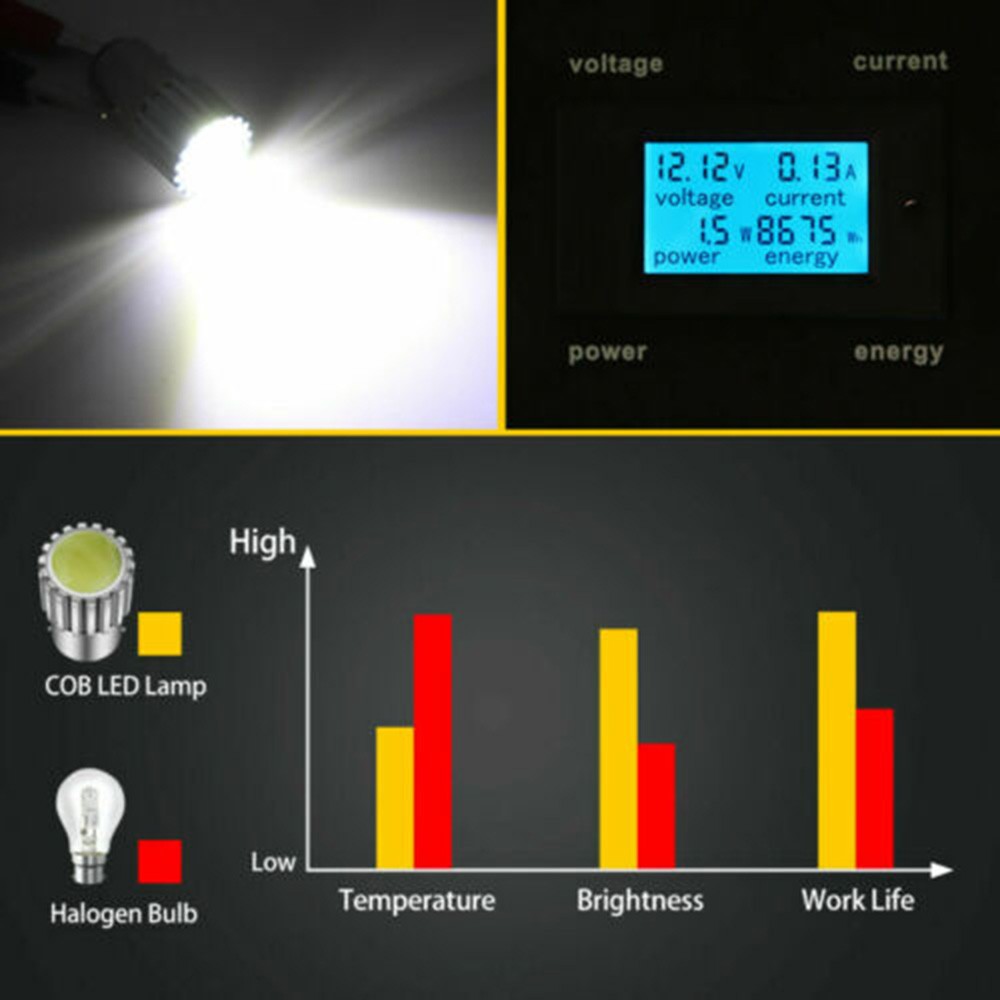 voltage current
12.12 V 0.13 A
voltage current
1.5 W 8675 Wh
power energy
power energy
High
COB LED Lamp
Low
Halogen Bulb
Temperature Brightness Work Life